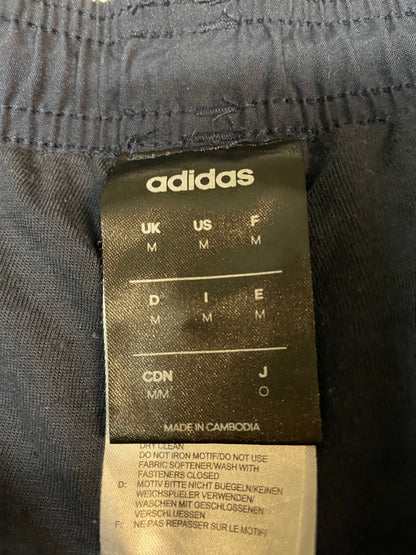 adidas
UK US F
M M M
D I E
M M M
CDN J
M/M O
MADE IN CAMBODIA
DRY CLEAN
DO NOT IRON MOTIF/DO NOT USE
FABRIC SOFTENER/WASH WITH
FASTENERS CLOSED
D: MOTIV BITTE NICHT BUEGELN/KEINEN
WEICHSPUELER VERWENDEN
WASCHEN MIT GESCHLOSSENEN
VERSCHLUESSEN
F: NE PAS REPASSER SUR LE MOTIF/